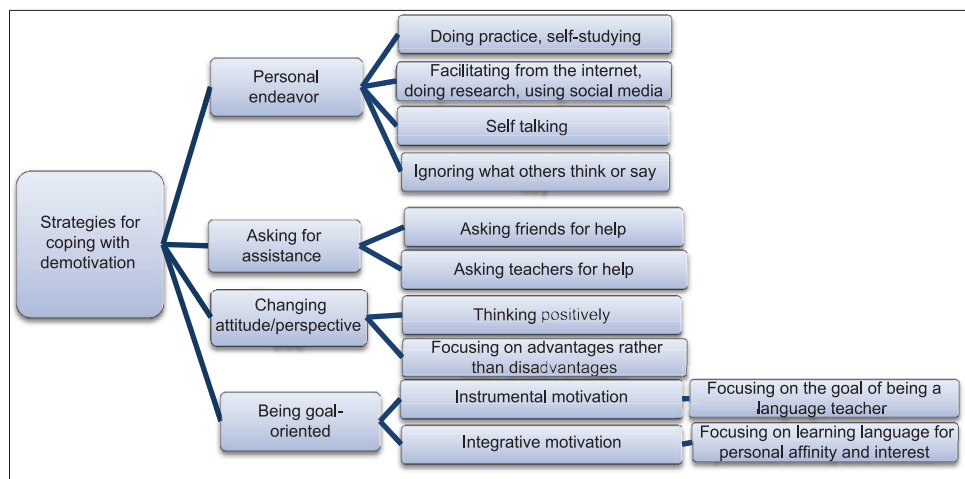 Strategies for
coping with
demotivation
Personal
endeavor
Doing practice, self-studying
Facilitating from the internet,
doing research, using social media
Self talking
Ignoring what others think or say
Asking for
assistance
Asking friends for help
Asking teachers for help
Changing
attitude/perspective
Thinking positively
Focusing on advantages rather
than disadvantages
Being goal-
oriented
Instrumental motivation
Focusing on the goal of being a
language teacher
Integrative motivation
Focusing on learning language for
personal affinity and interest